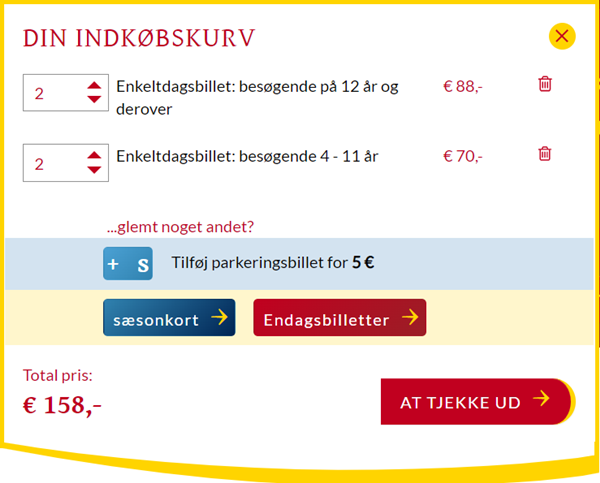 DIN INDKØBSKURV
2 Enkeltdagsbillet: besøgende på 12 år og € 88,-
derover
2 Enkeltdagsbillet: besøgende 4 - 11 år € 70,-
...glemt noget andet?
+ S Tilføj parkeringsbillet for 5 €
sæsonkort → Endagsbilletter →
Total pris:
€ 158,-
AT TJEKKE UD →